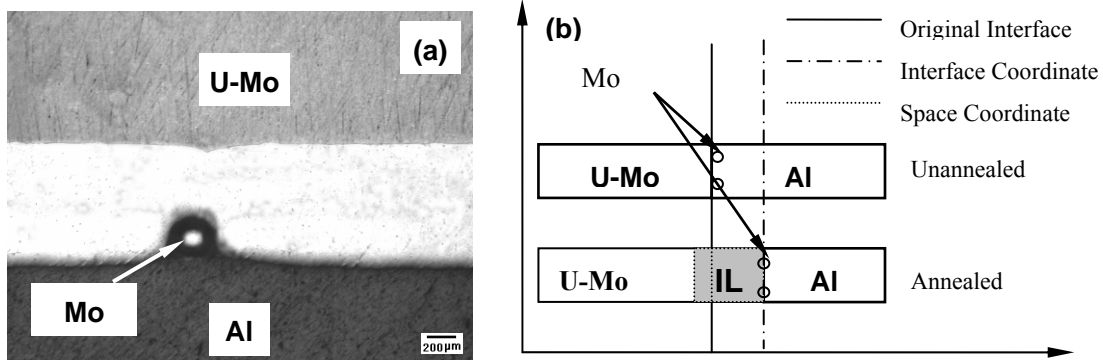 (a)
U-Mo
Mo
Al
200μm
(b)
Original Interface
Interface Coordinate
Space Coordinate
Mo
U-Mo Al Unannealed
U-Mo IL Al Annealed